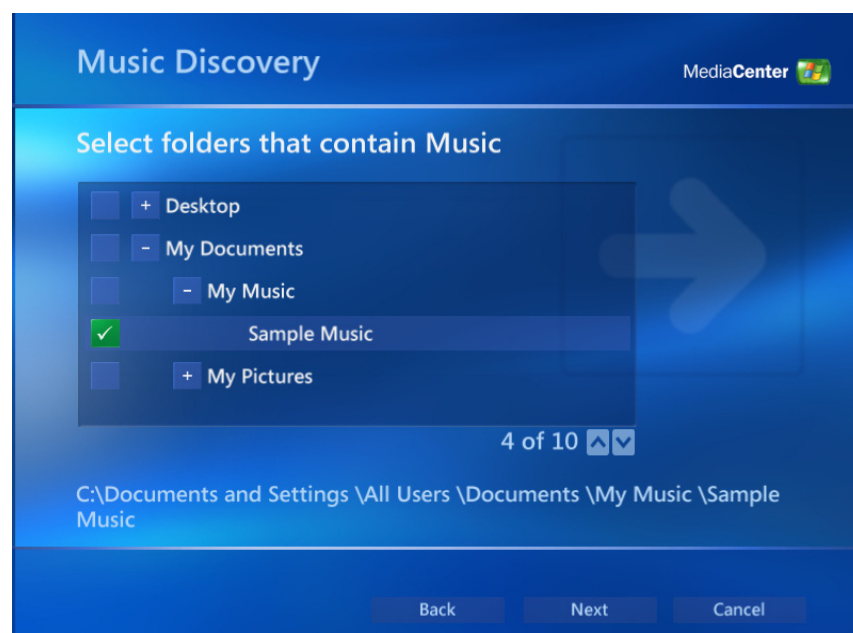 Music Discovery
MediaCenter
Select folders that contain Music
+ Desktop
- My Documents
- My Music
Sample Music
+ My Pictures
4 of 10
C:\Documents and Settings \All Users \Documents \My Music \Sample
Music
Back Next Cancel